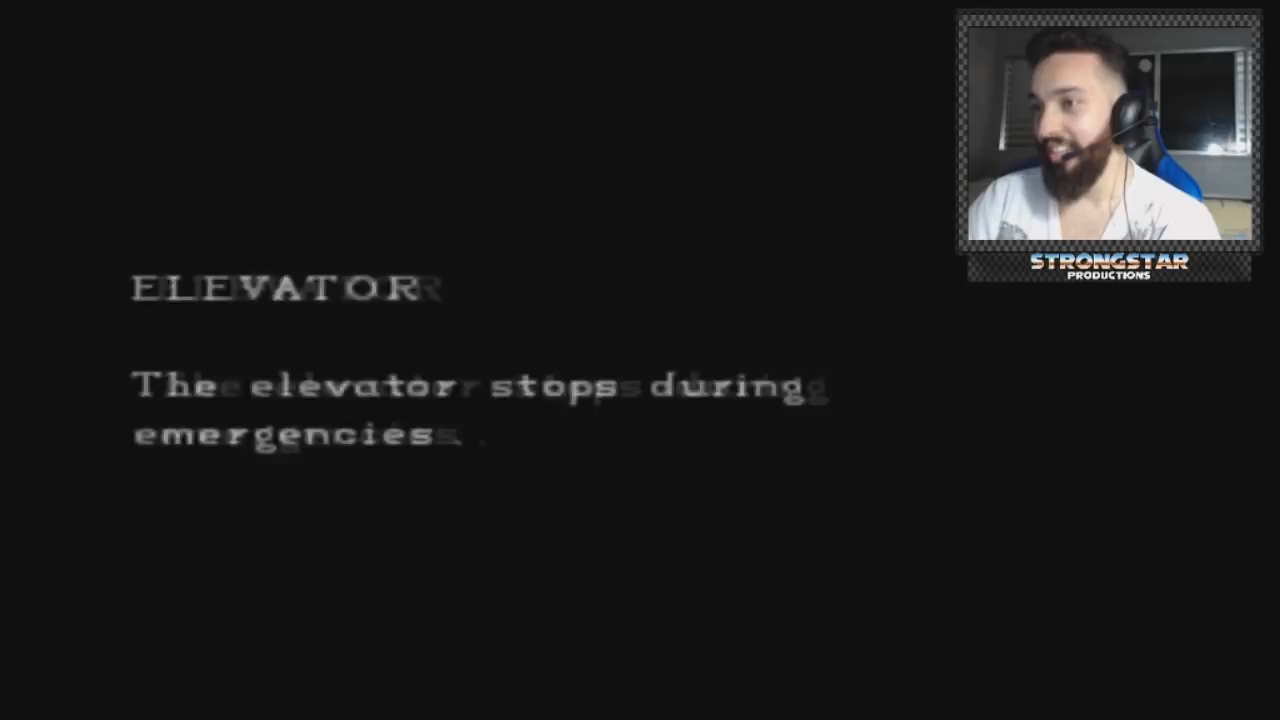 ELEVATOR
The elevator stops during
emergencies.
STRONGSTAR
PRODUCTIONS